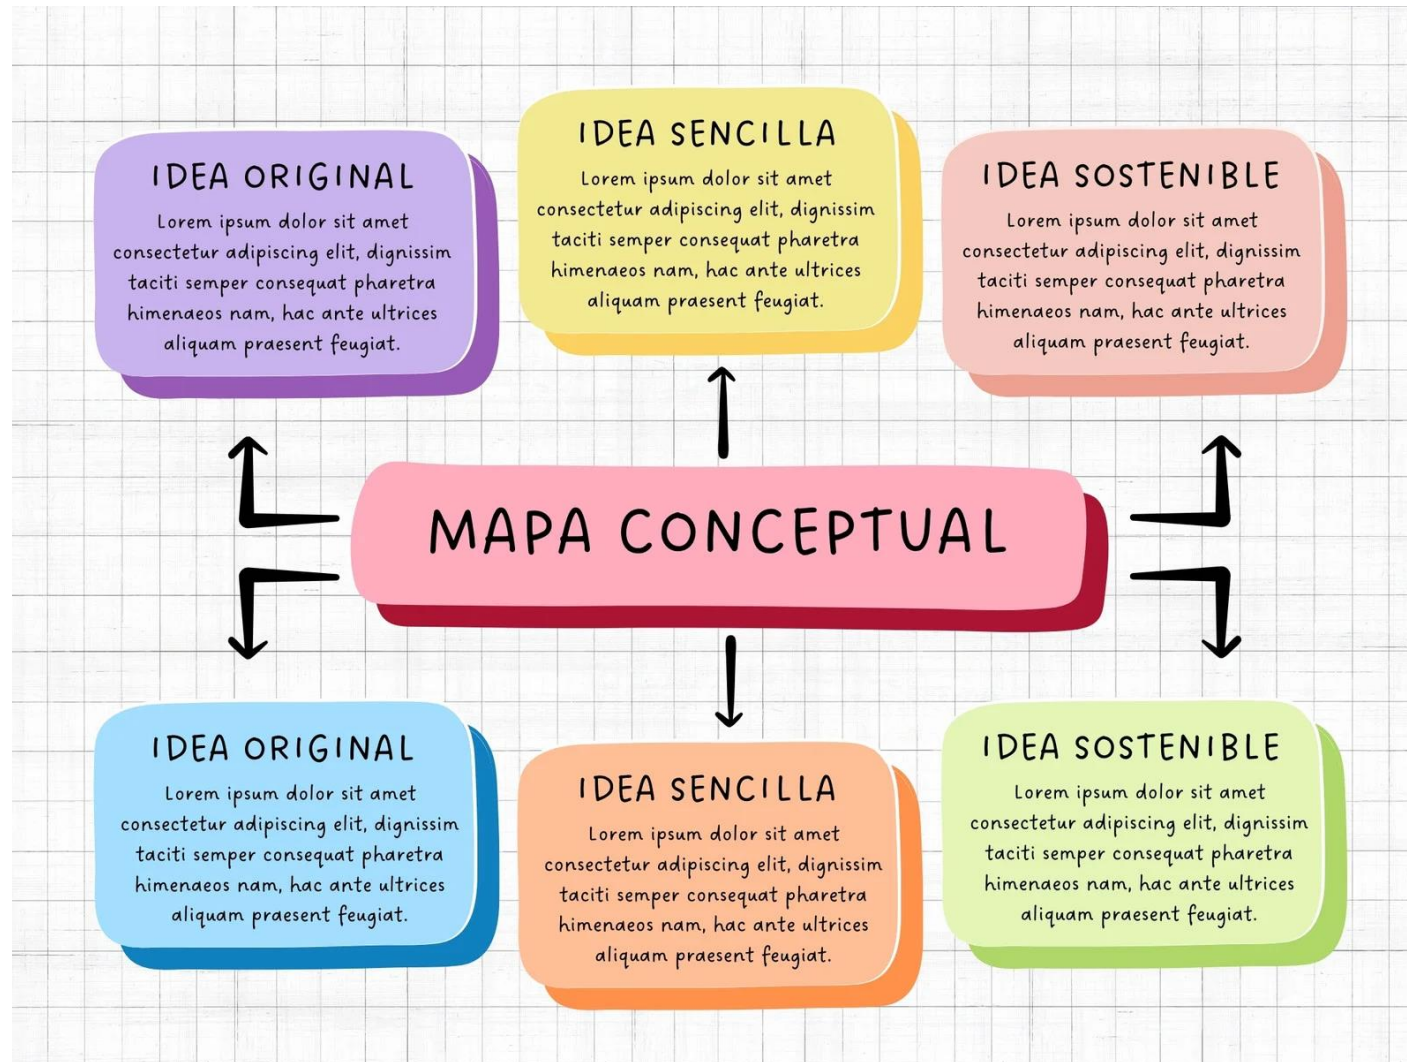 IDEA ORIGINAL
Lorem ipsum dolor sit amet
consectetur adipiscing elit, dignissim
taciti semper consequat pharetra
himenaeos nam, hac ante ultrices
aliquam praesent feugiat.
IDEA SENCILLA
Lorem ipsum dolor sit amet
consectetur adipiscing elit, dignissim
taciti semper consequat pharetra
himenaeos nam, hac ante ultrices
aliquam praesent feugiat.
IDEA SOSTENIBLE
Lorem ipsum dolor sit amet
consectetur adipiscing elit, dignissim
taciti semper consequat pharetra
himenaeos nam, hac ante ultrices
aliquam praesent feugiat.
MAPA CONCEPTUAL
IDEA ORIGINAL
Lorem ipsum dolor sit amet
consectetur adipiscing elit, dignissim
taciti semper consequat pharetra
himenaeos nam, hac ante ultrices
aliquam praesent feugiat.
IDEA SENCILLA
Lorem ipsum dolor sit amet
consectetur adipiscing elit, dignissim
taciti semper consequat pharetra
himenaeos nam, hac ante ultrices
aliquam praesent feugiat.
IDEA SOSTENIBLE
Lorem ipsum dolor sit amet
consectetur adipiscing elit, dignissim
taciti semper consequat pharetra
himenaeos nam, hac ante ultrices
aliquam praesent feugiat.